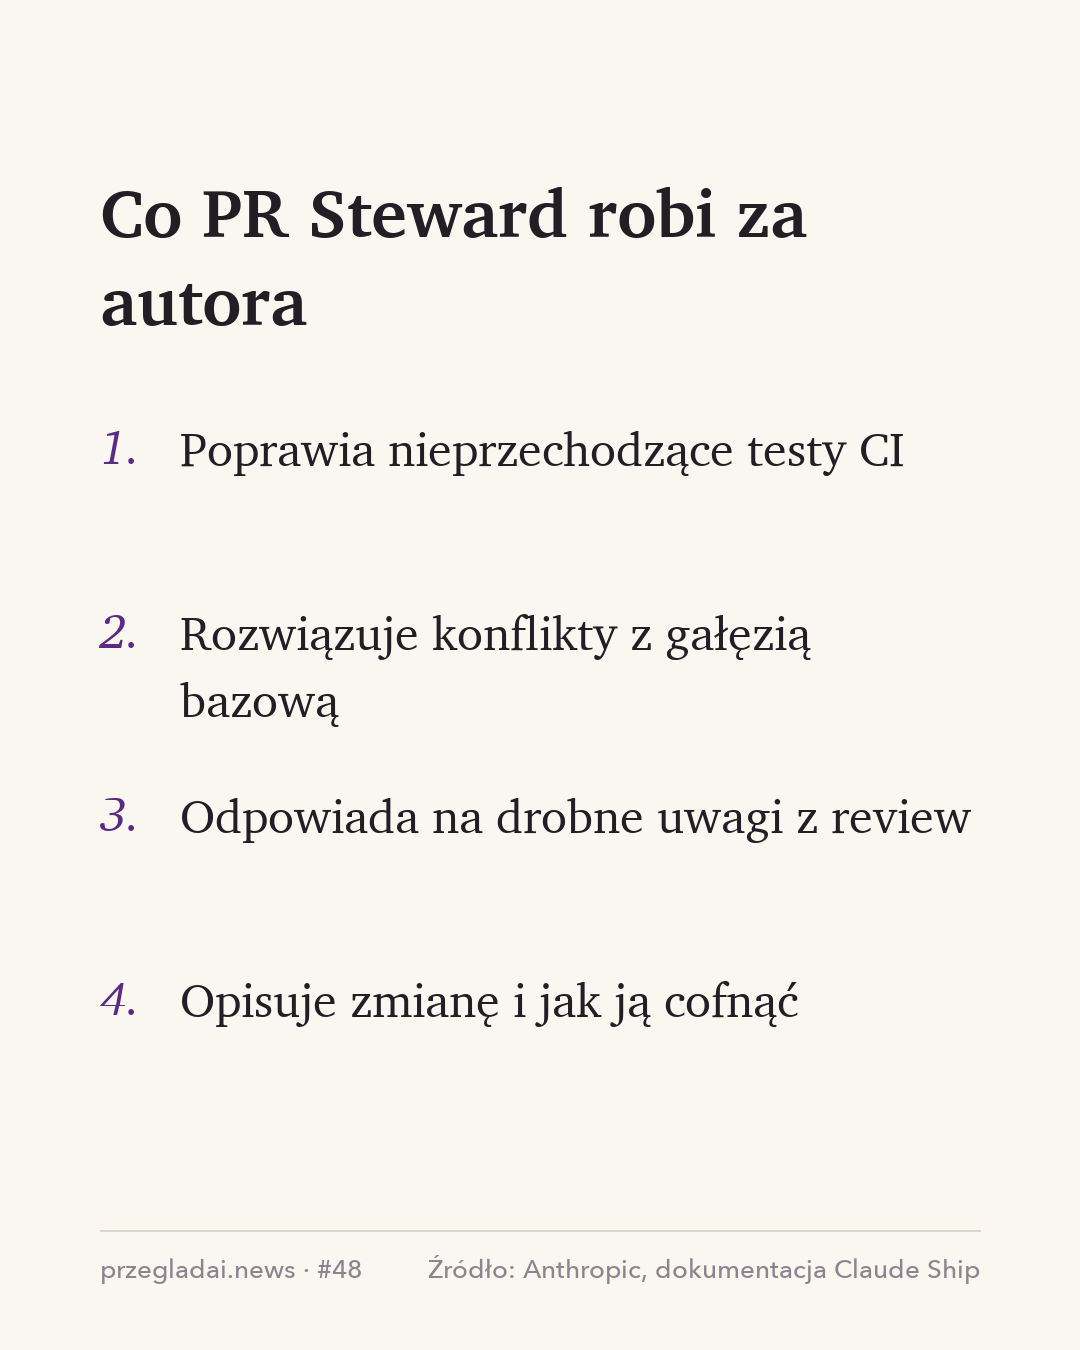 Co PR Steward robi za
autora
1. Poprawia nieprzechodzące testy CI
2. Rozwiązuje konflikty z gałęzią
bazową
3. Odpowiada na drobne uwagi z review
4. Opisuje zmianę i jak ją cofnąć
przegladai.news · #48 Źródło: Anthropic, dokumentacja Claude Ship